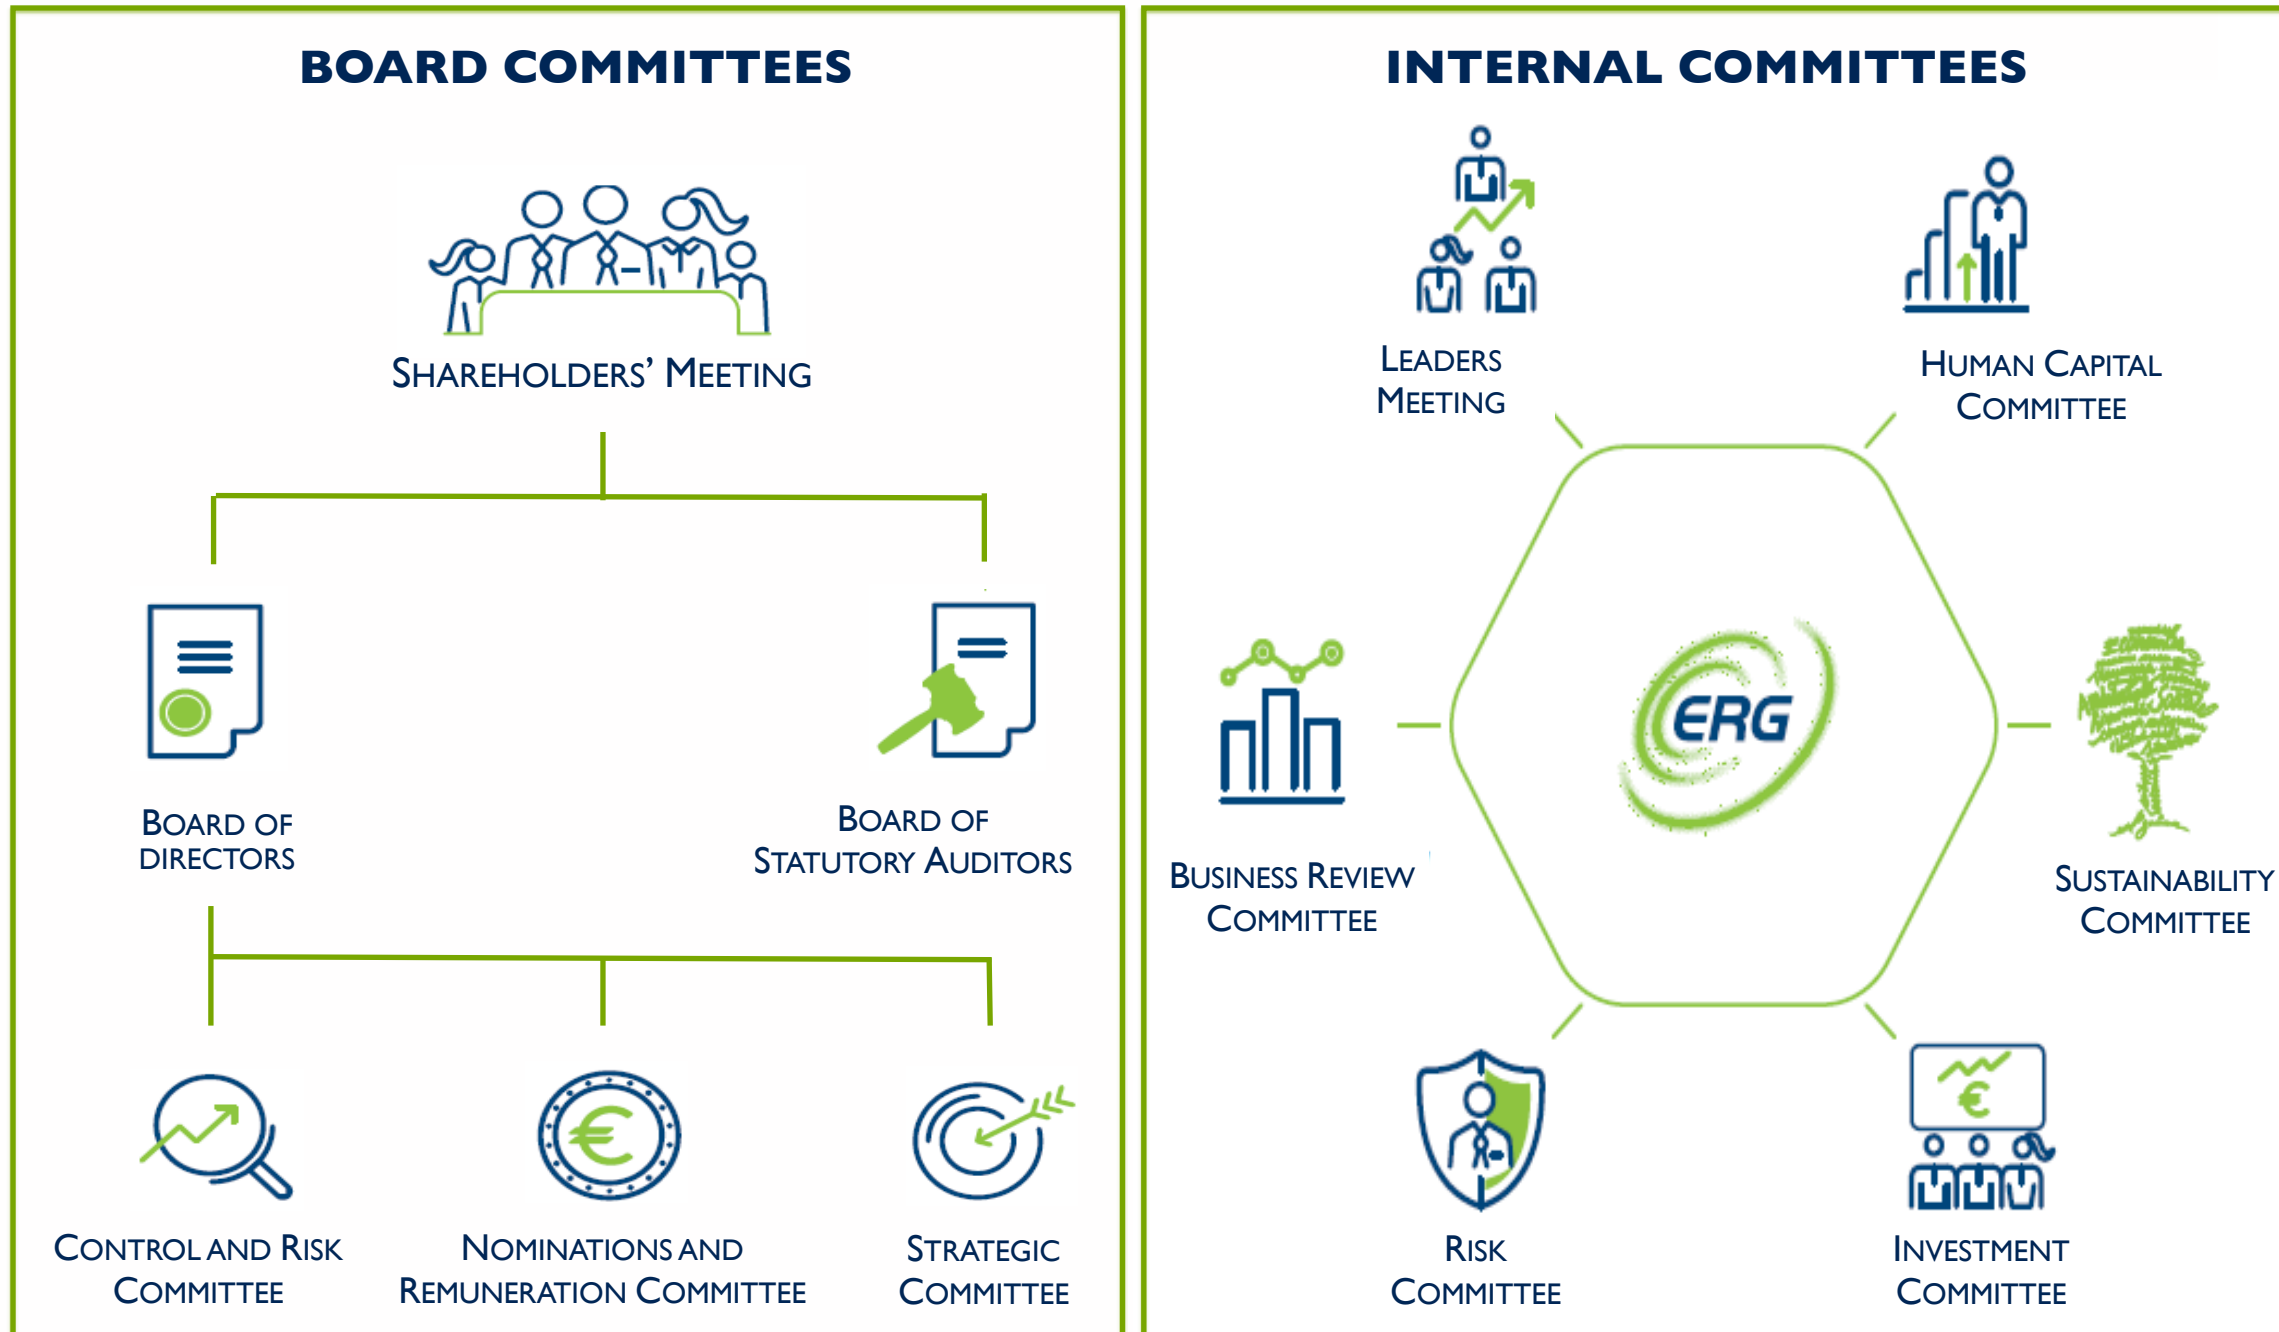 BOARD COMMITTEES
SHAREHOLDERS' MEETING
BOARD OF
DIRECTORS
BOARD OF
STATUTORY AUDITORS
CONTROL AND RISK
COMMITTEE
NOMINATIONS AND
REMUNERATION COMMITTEE
STRATEGIC
COMMITTEE
INTERNAL COMMITTEES
LEADERS
MEETING
HUMAN CAPITAL
COMMITTEE
BUSINESS REVIEW
COMMITTEE
ERG
SUSTAINABILITY
COMMITTEE
RISK
COMMITTEE
€
INVESTMENT
COMMITTEE